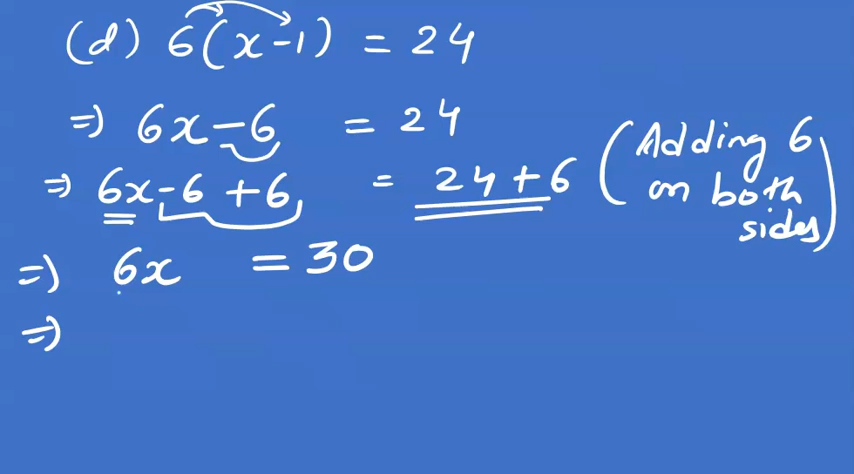 (d) 6(x-1) = 24
⇒) 6x-6 = 24
⇒) 6x-6 +6 = 24+6 (Adding 6
on both
sides)
⇒) 6x = 30
⇒)